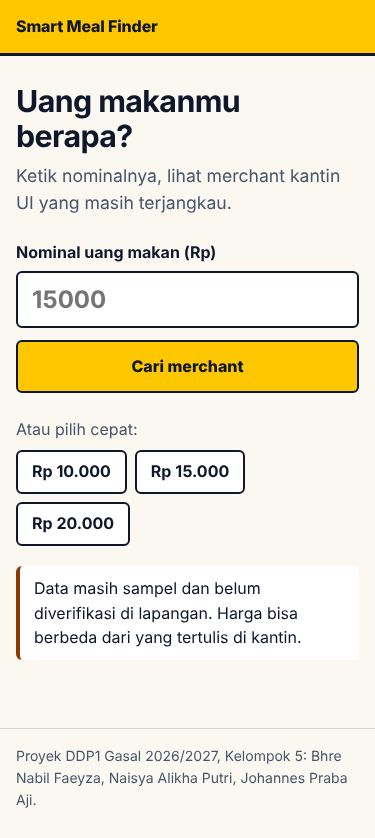 Smart Meal Finder
Uang makanmu
berapa?
Ketik nominalnya, lihat merchant kantin
UI yang masih terjangkau.
Nominal uang makan (Rp)
15000
Cari merchant
Atau pilih cepat:
Rp 10.000
Rp 15.000
Rp 20.000
Data masih sampel dan belum
diverifikasi di lapangan. Harga bisa
berbeda dari yang tertulis di kantin.
Proyek DDP1 Gasal 2026/2027, Kelompok 5: Bhre
Nabil Faeyza, Naisya Alikha Putri, Johannes Praba
Aji.